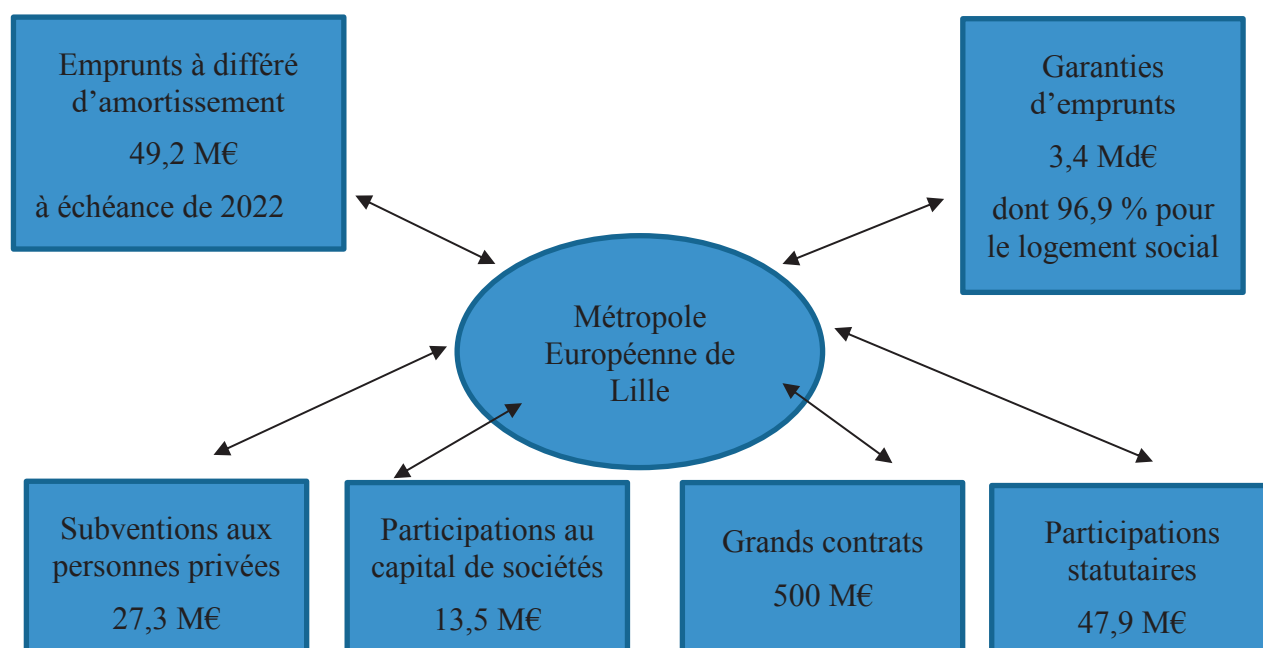 Emprunts à différé
d’amortissement
49,2 M€
à échéance de 2022
Garanties
d’emprunts
3,4 Md€
dont 96,9 % pour
le logement social
Métropole
Européenne de
Lille
Subventions aux
personnes privées
27,3 M€
Participations au
capital de sociétés
13,5 M€
Grands contrats
500 M€
Participations
statutaires
47,9 M€